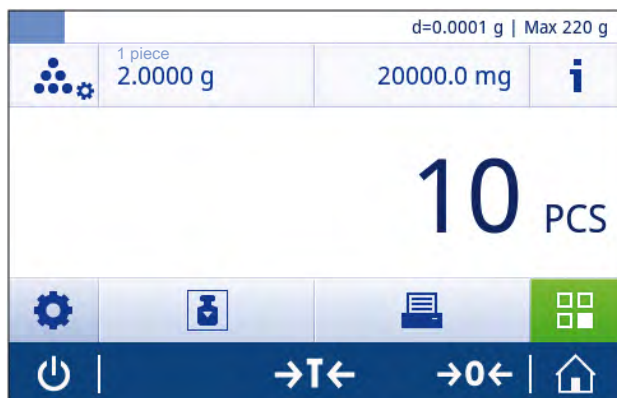 d=0.0001 g | Max 220 g
1 piece
2.0000 g
20000.0 mg
i
10 PCS
→T← →0←